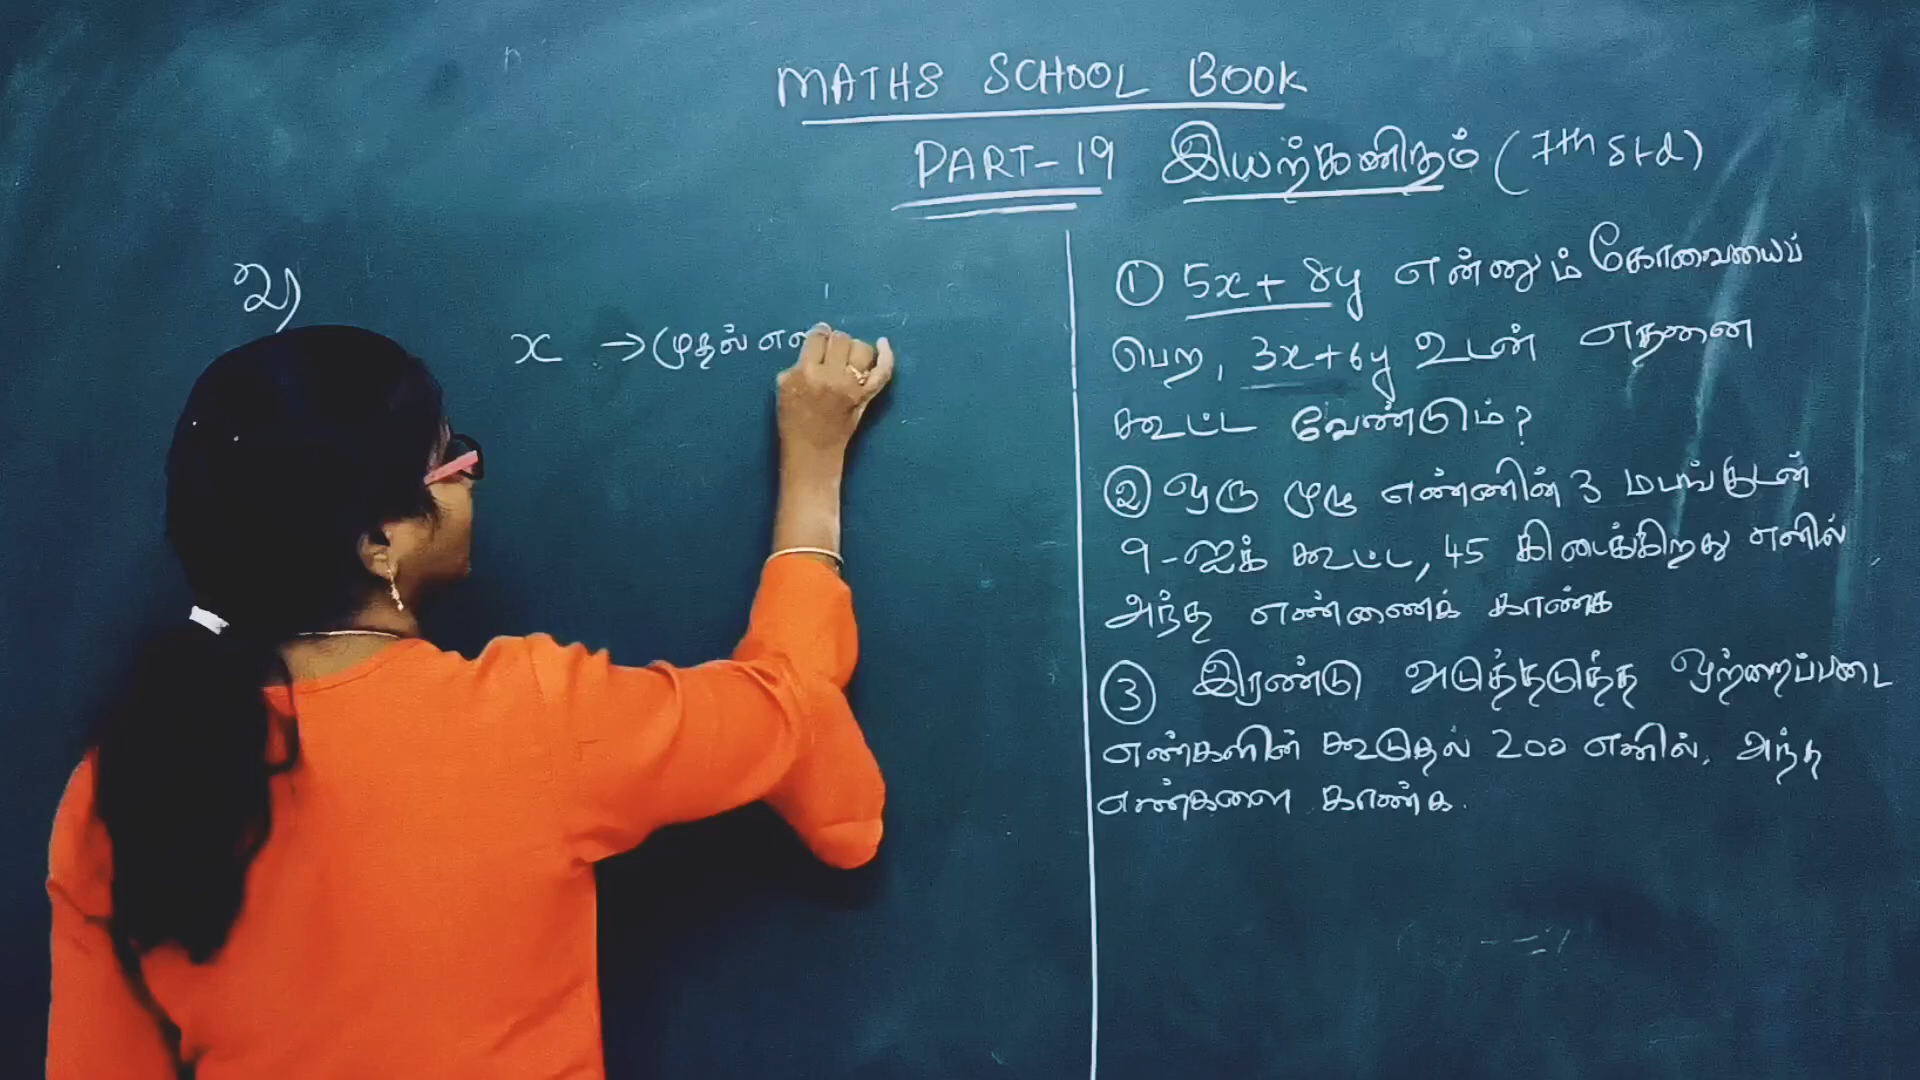 MATHS SCHOOL BOOK
PART-19 இயற்கணிதம் (7th Std)
2)
x → முதல் எண்
① 5x+8y என்னும் கோவையைப்
பெற, 3x+6y உடன் எதனை
கூட்ட வேண்டும்?
② ஒரு முழு எண்ணின் 3 மடங்குடன்
9-ஐக் கூட்ட, 45 கிடைக்கிறது எனில்
அந்த எண்ணைக் காண்க
③ இரண்டு அடுத்தடுத்த ஒற்றைப்படை
எண்களின் கூடுதல் 200 எனில், அந்த
எண்களை காண்க.